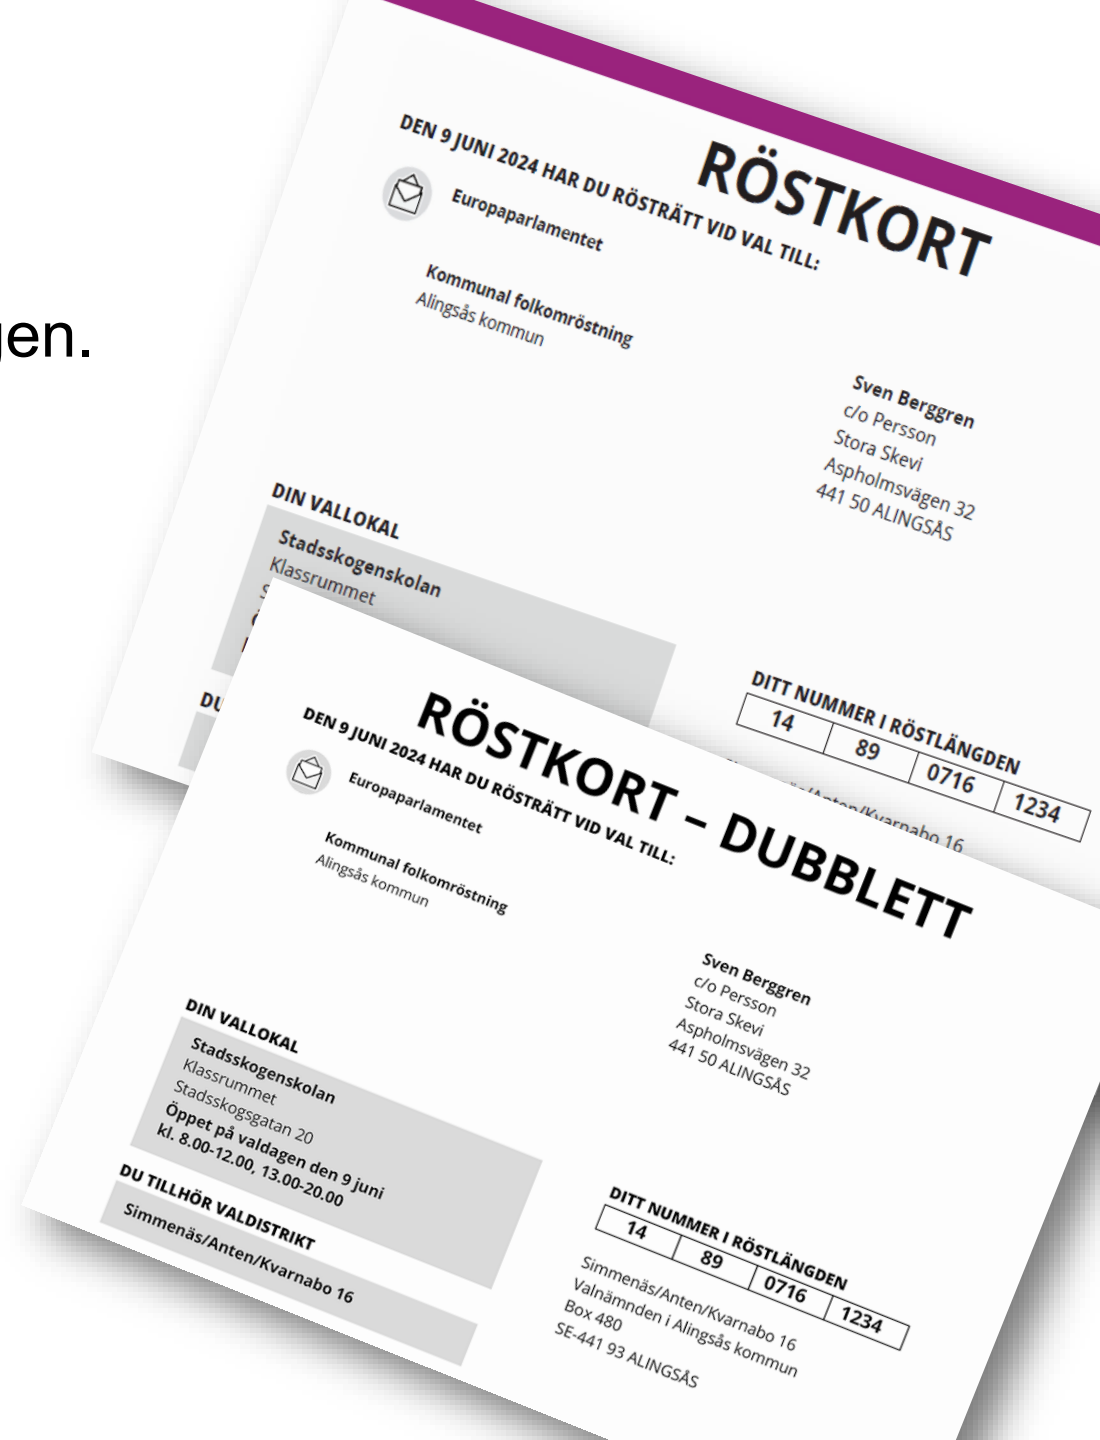 gen.
RÖSTKORT
DEN 9 JUNI 2024 HAR DU RÖSTRÄTT VID VAL TILL:
Europaparlamentet
Kommunal folkomröstning
Alingsås kommun
Sven Berggren
c/o Persson
Stora Skevi
Aspholmsvägen 32
441 50 ALINGSÅS
DIN VALLOKAL
Stadsskogenskolan
Klassrummet
DITT NUMMER I RÖSTLÄNGDEN
14 89 0716 1234
RÖSTKORT – DUBBLETT
DEN 9 JUNI 2024 HAR DU RÖSTRÄTT VID VAL TILL:
Europaparlamentet
Kommunal folkomröstning
Alingsås kommun
Sven Berggren
c/o Persson
Stora Skevi
Aspholmsvägen 32
441 50 ALINGSÅS
DIN VALLOKAL
Stadsskogenskolan
Klassrummet
Stadsskogsgatan 20
Öppet på valdagen den 9 juni
kl. 8.00-12.00, 13.00-20.00
DU TILLHÖR VALDISTRIKT
Simmenäs/Anten/Kvarnabo 16
DITT NUMMER I RÖSTLÄNGDEN
14 89 0716 1234
Simmenäs/Anten/Kvarnabo 16
Valnämnden i Alingsås kommun
Box 480
SE-441 93 ALINGSÅS